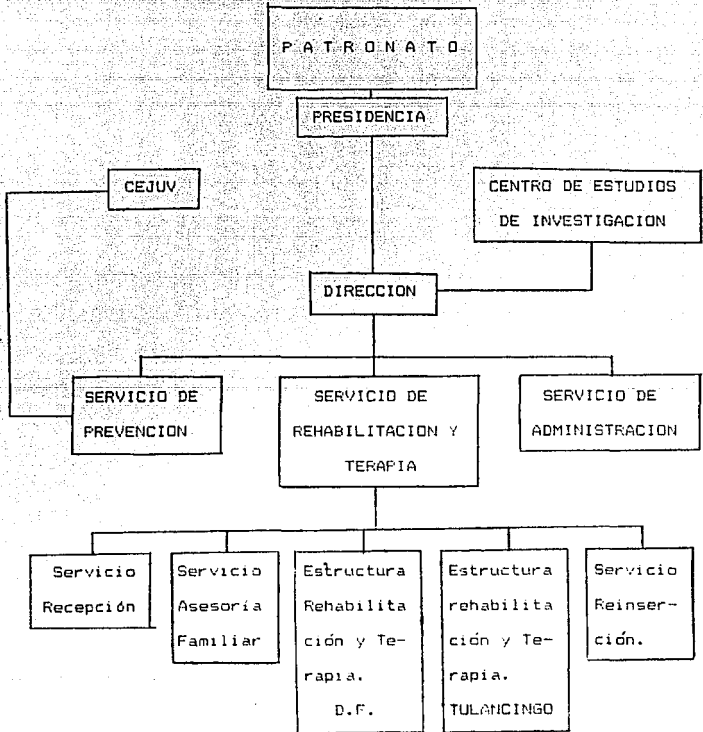 P A T R O N A T O
PRESIDENCIA
CEJUV
CENTRO DE ESTUDIOS
DE INVESTIGACION
DIRECCION
SERVICIO DE
PREVENCION
SERVICIO DE
REHABILITACION Y
TERAPIA
SERVICIO DE
ADMINISTRACION
Servicio
Recepción
Servicio
Asesoría
Familiar
Estructura
Rehabilita
ción y Te-
rapia.
D.F.
Estructura
rehabilita
ción y Te-
rapia.
TULANCINGO
Servicio
Reinser-
ción.